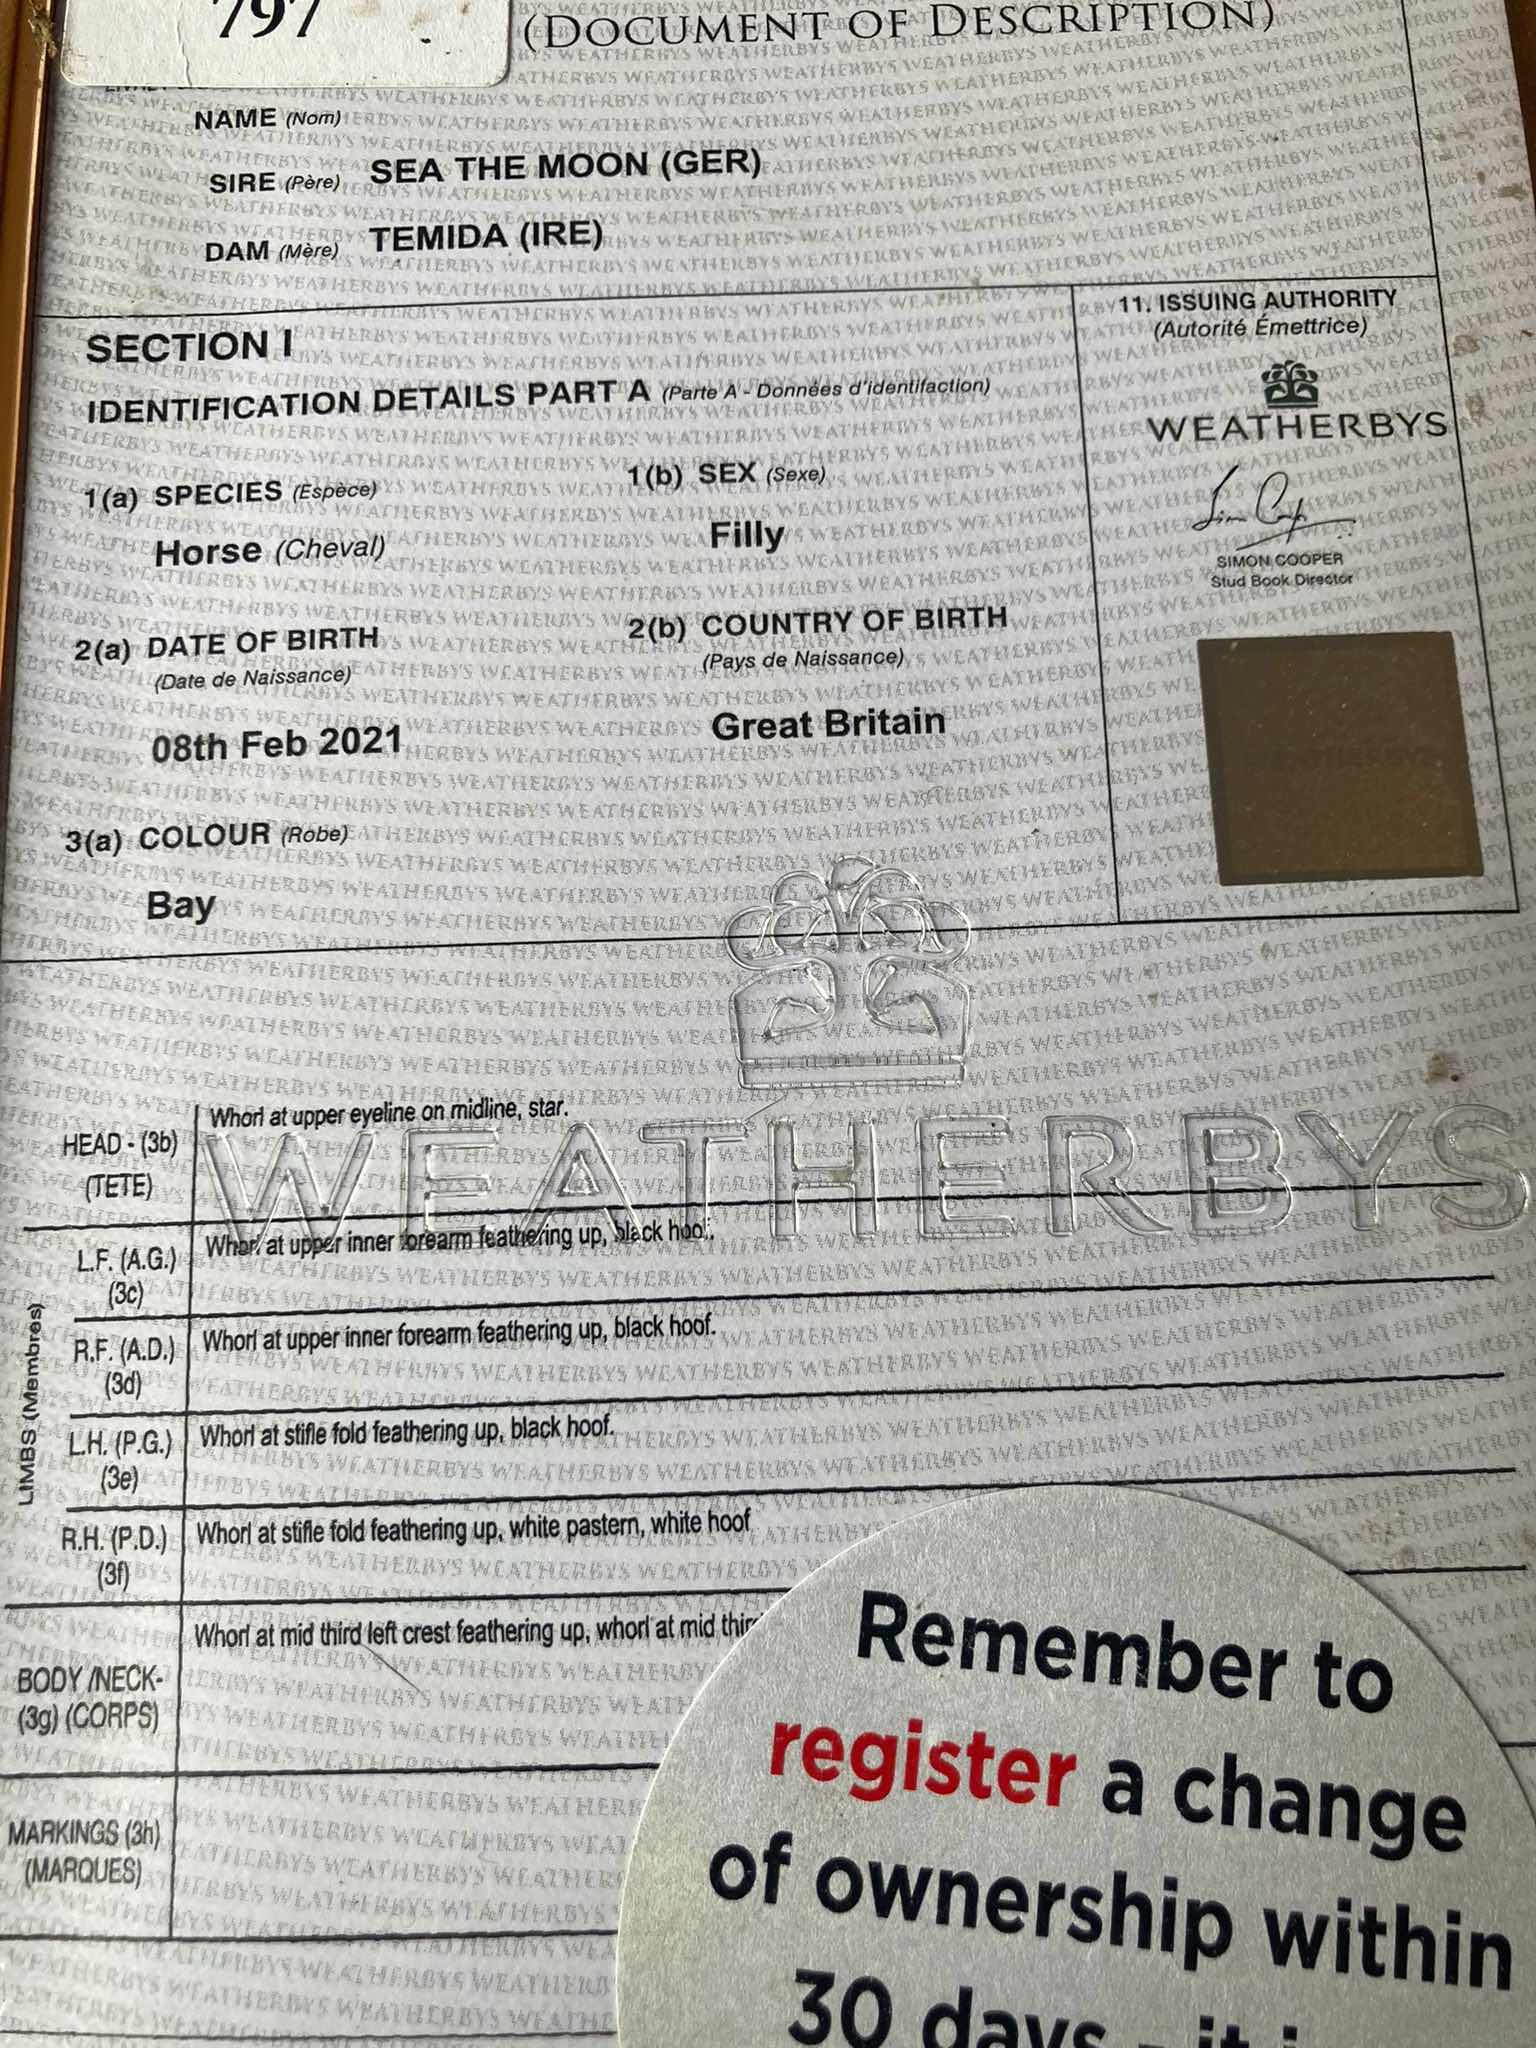 797
(DOCUMENT OF DESCRIPTION)
NAME (Nom)
SIRE (Père) SEA THE MOON (GER)
DAM (Mère) TEMIDA (IRE)
SECTION I
IDENTIFICATION DETAILS PART A (Parte A - Données d'identifaction)
11. ISSUING AUTHORITY
(Autorité Émettrice)
WEATHERBYS
SIMON COOPER
Stud Book Director
1(a) SPECIES (Espèce)
Horse (Cheval)
1(b) SEX (Sexe)
Filly
2(a) DATE OF BIRTH
(Date de Naissance)
08th Feb 2021
2(b) COUNTRY OF BIRTH
(Pays de Naissance)
Great Britain
3(a) COLOUR (Robe)
Bay
WEATHERBYS
HEAD - (3b)
(TETE)
Whorl at upper eyeline on midline, star.
LIMBS (Membres)
L.F. (A.G.)
(3c)
Whorl at upper inner forearm feathering up, black hoof.
R.F. (A.D.)
(3d)
Whorl at upper inner forearm feathering up, black hoof.
L.H. (P.G.)
(3e)
Whorl at stifle fold feathering up, black hoof.
R.H. (P.D.)
(3f)
Whorl at stifle fold feathering up, white pastern, white hoof
BODY /NECK-
(3g) (CORPS)
Whorl at mid third left crest feathering up, whorl at mid
MARKINGS (3h)
(MARQUES)
Remember to
register a change
of ownership within
30 days - it